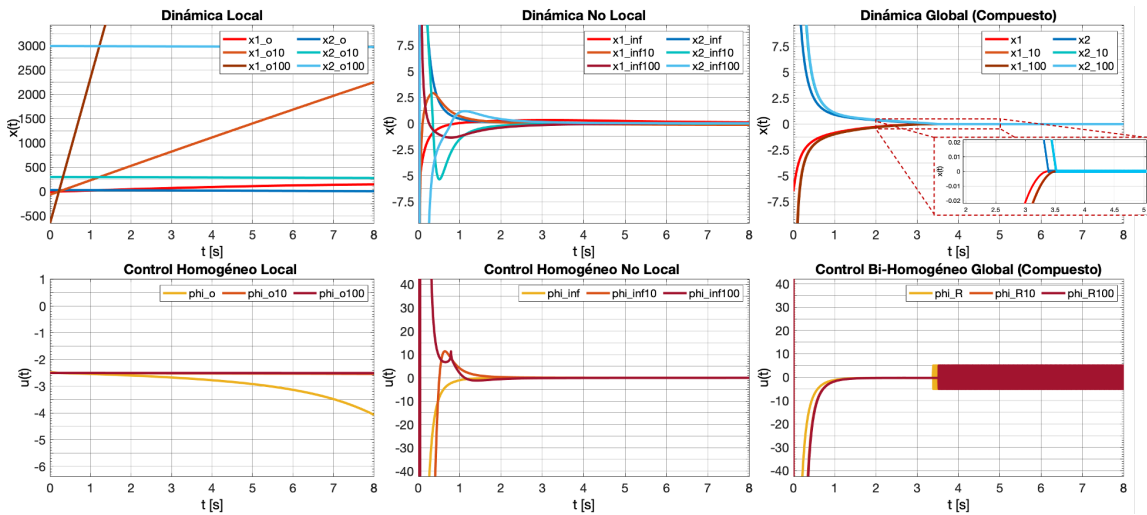 Dinámica Local
x1_o x2_o
x1_o10 x2_o10
x1_o100 x2_o100
3000
2500
2000
1500
1000
500
0
-500
x(t)
0 1 2 3 4 5 6 7 8
t [s]
Dinámica No Local
x1_inf x2_inf
x1_inf10 x2_inf10
x1_inf100 x2_inf100
7.5
5
2.5
0
-2.5
-5
-7.5
x(t)
0 1 2 3 4 5 6 7 8
t [s]
Dinámica Global (Compuesto)
x1 x2
x1_10 x2_10
x1_100 x2_100
7.5
5
2.5
0
-2.5
-5
-7.5
x(t)
0.02
0.01
0
-0.01
-0.02
x(t)
2 2.5 3 3.5 4 4.5 5
0 1 2 3 4 5 6 7 8
t [s]
Control Homogéneo Local
phi_o phi_o10 phi_o100
-1
-2
-3
-4
-5
-6
u(t)
0 1 2 3 4 5 6 7 8
t [s]
Control Homogéneo No Local
phi_inf phi_inf10 phi_inf100
40
30
20
10
0
-10
-20
-30
-40
u(t)
0 1 2 3 4 5 6 7 8
t [s]
Control Bi-Homogéneo Global (Compuesto)
phi_R phi_R10 phi_R100
40
30
20
10
0
-10
-20
-30
-40
u(t)
0 1 2 3 4 5 6 7 8
t [s]